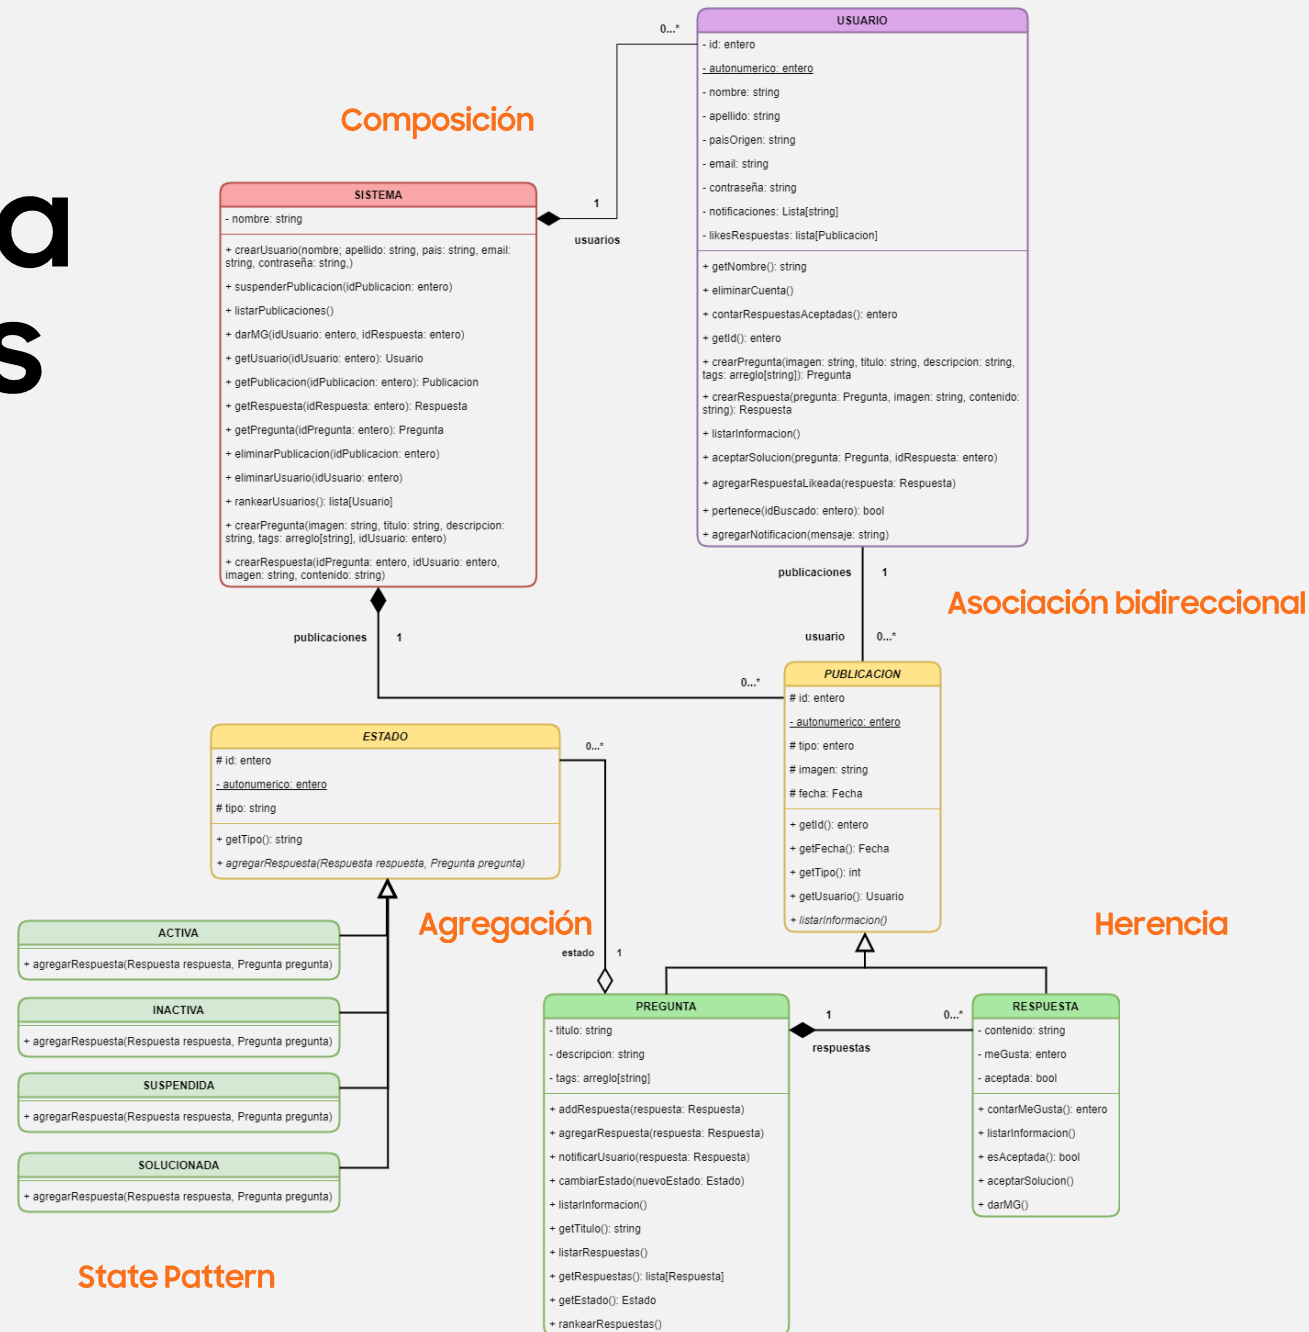 a
s
Composición
Asociación bidireccional
Agregación
Herencia
State Pattern
USUARIO
- id: entero
- autonumerico: entero
- nombre: string
- apellido: string
- paisOrigen: string
- email: string
- contraseña: string
- notificaciones: Lista[string]
- likesRespuestas: lista[Publicacion]
+ getNombre(): string
+ eliminarCuenta()
+ contarRespuestasAceptadas(): entero
+ getId(): entero
+ crearPregunta(imagen: string, titulo: string, descripcion: string,
tags: arreglo[string]): Pregunta
+ crearRespuesta(pregunta: Pregunta, imagen: string, contenido:
string): Respuesta
+ listarInformacion()
+ aceptarSolucion(pregunta: Pregunta, idRespuesta: entero)
+ agregarRespuestaLikeada(respuesta: Respuesta)
+ pertenece(idBuscado: entero): bool
+ agregarNotificacion(mensaje: string)
0...*
1
usuarios
SISTEMA
- nombre: string
+ crearUsuario(nombre; apellido: string, pais: string, email:
string, contraseña: string,)
+ suspenderPublicacion(idPublicacion: entero)
+ listarPublicaciones()
+ darMG(idUsuario: entero, idRespuesta: entero)
+ getUsuario(idUsuario: entero): Usuario
+ getPublicacion(idPublicacion: entero): Publicacion
+ getRespuesta(idRespuesta: entero): Respuesta
+ getPregunta(idPregunta: entero): Pregunta
+ eliminarPublicacion(idPublicacion: entero)
+ eliminarUsuario(idUsuario: entero)
+ rankearUsuarios(): lista[Usuario]
+ crearPregunta(imagen: string, titulo: string, descripcion:
string, tags: arreglo[string], idUsuario: entero)
+ crearRespuesta(idPregunta: entero, idUsuario: entero,
imagen: string, contenido: string)
publicaciones 1
0...*
publicaciones 1
usuario 0...*
PUBLICACION
# id: entero
- autonumerico: entero
# tipo: entero
# imagen: string
# fecha: Fecha
+ getId(): entero
+ getFecha(): Fecha
+ getTipo(): int
+ getUsuario(): Usuario
+ listarInformacion()
ESTADO
# id: entero
- autonumerico: entero
# tipo: string
+ getTipo(): string
+ agregarRespuesta(Respuesta respuesta, Pregunta pregunta)
0...*
estado 1
ACTIVA
+ agregarRespuesta(Respuesta respuesta, Pregunta pregunta)
INACTIVA
+ agregarRespuesta(Respuesta respuesta, Pregunta pregunta)
SUSPENDIDA
+ agregarRespuesta(Respuesta respuesta, Pregunta pregunta)
SOLUCIONADA
+ agregarRespuesta(Respuesta respuesta, Pregunta pregunta)
PREGUNTA
- titulo: string
- descripcion: string
- tags: arreglo[string]
+ addRespuesta(respuesta: Respuesta)
+ agregarRespuesta(respuesta: Respuesta)
+ notificarUsuario(respuesta: Respuesta)
+ cambiarEstado(nuevoEstado: Estado)
+ listarInformacion()
+ getTitulo(): string
+ listarRespuestas()
+ getRespuestas(): lista[Respuesta]
+ getEstado(): Estado
+ rankearRespuestas()
1 0...*
respuestas
RESPUESTA
- contenido: string
- meGusta: entero
- aceptada: bool
+ contarMeGusta(): entero
+ listarInformacion()
+ esAceptada(): bool
+ aceptarSolucion()
+ darMG()